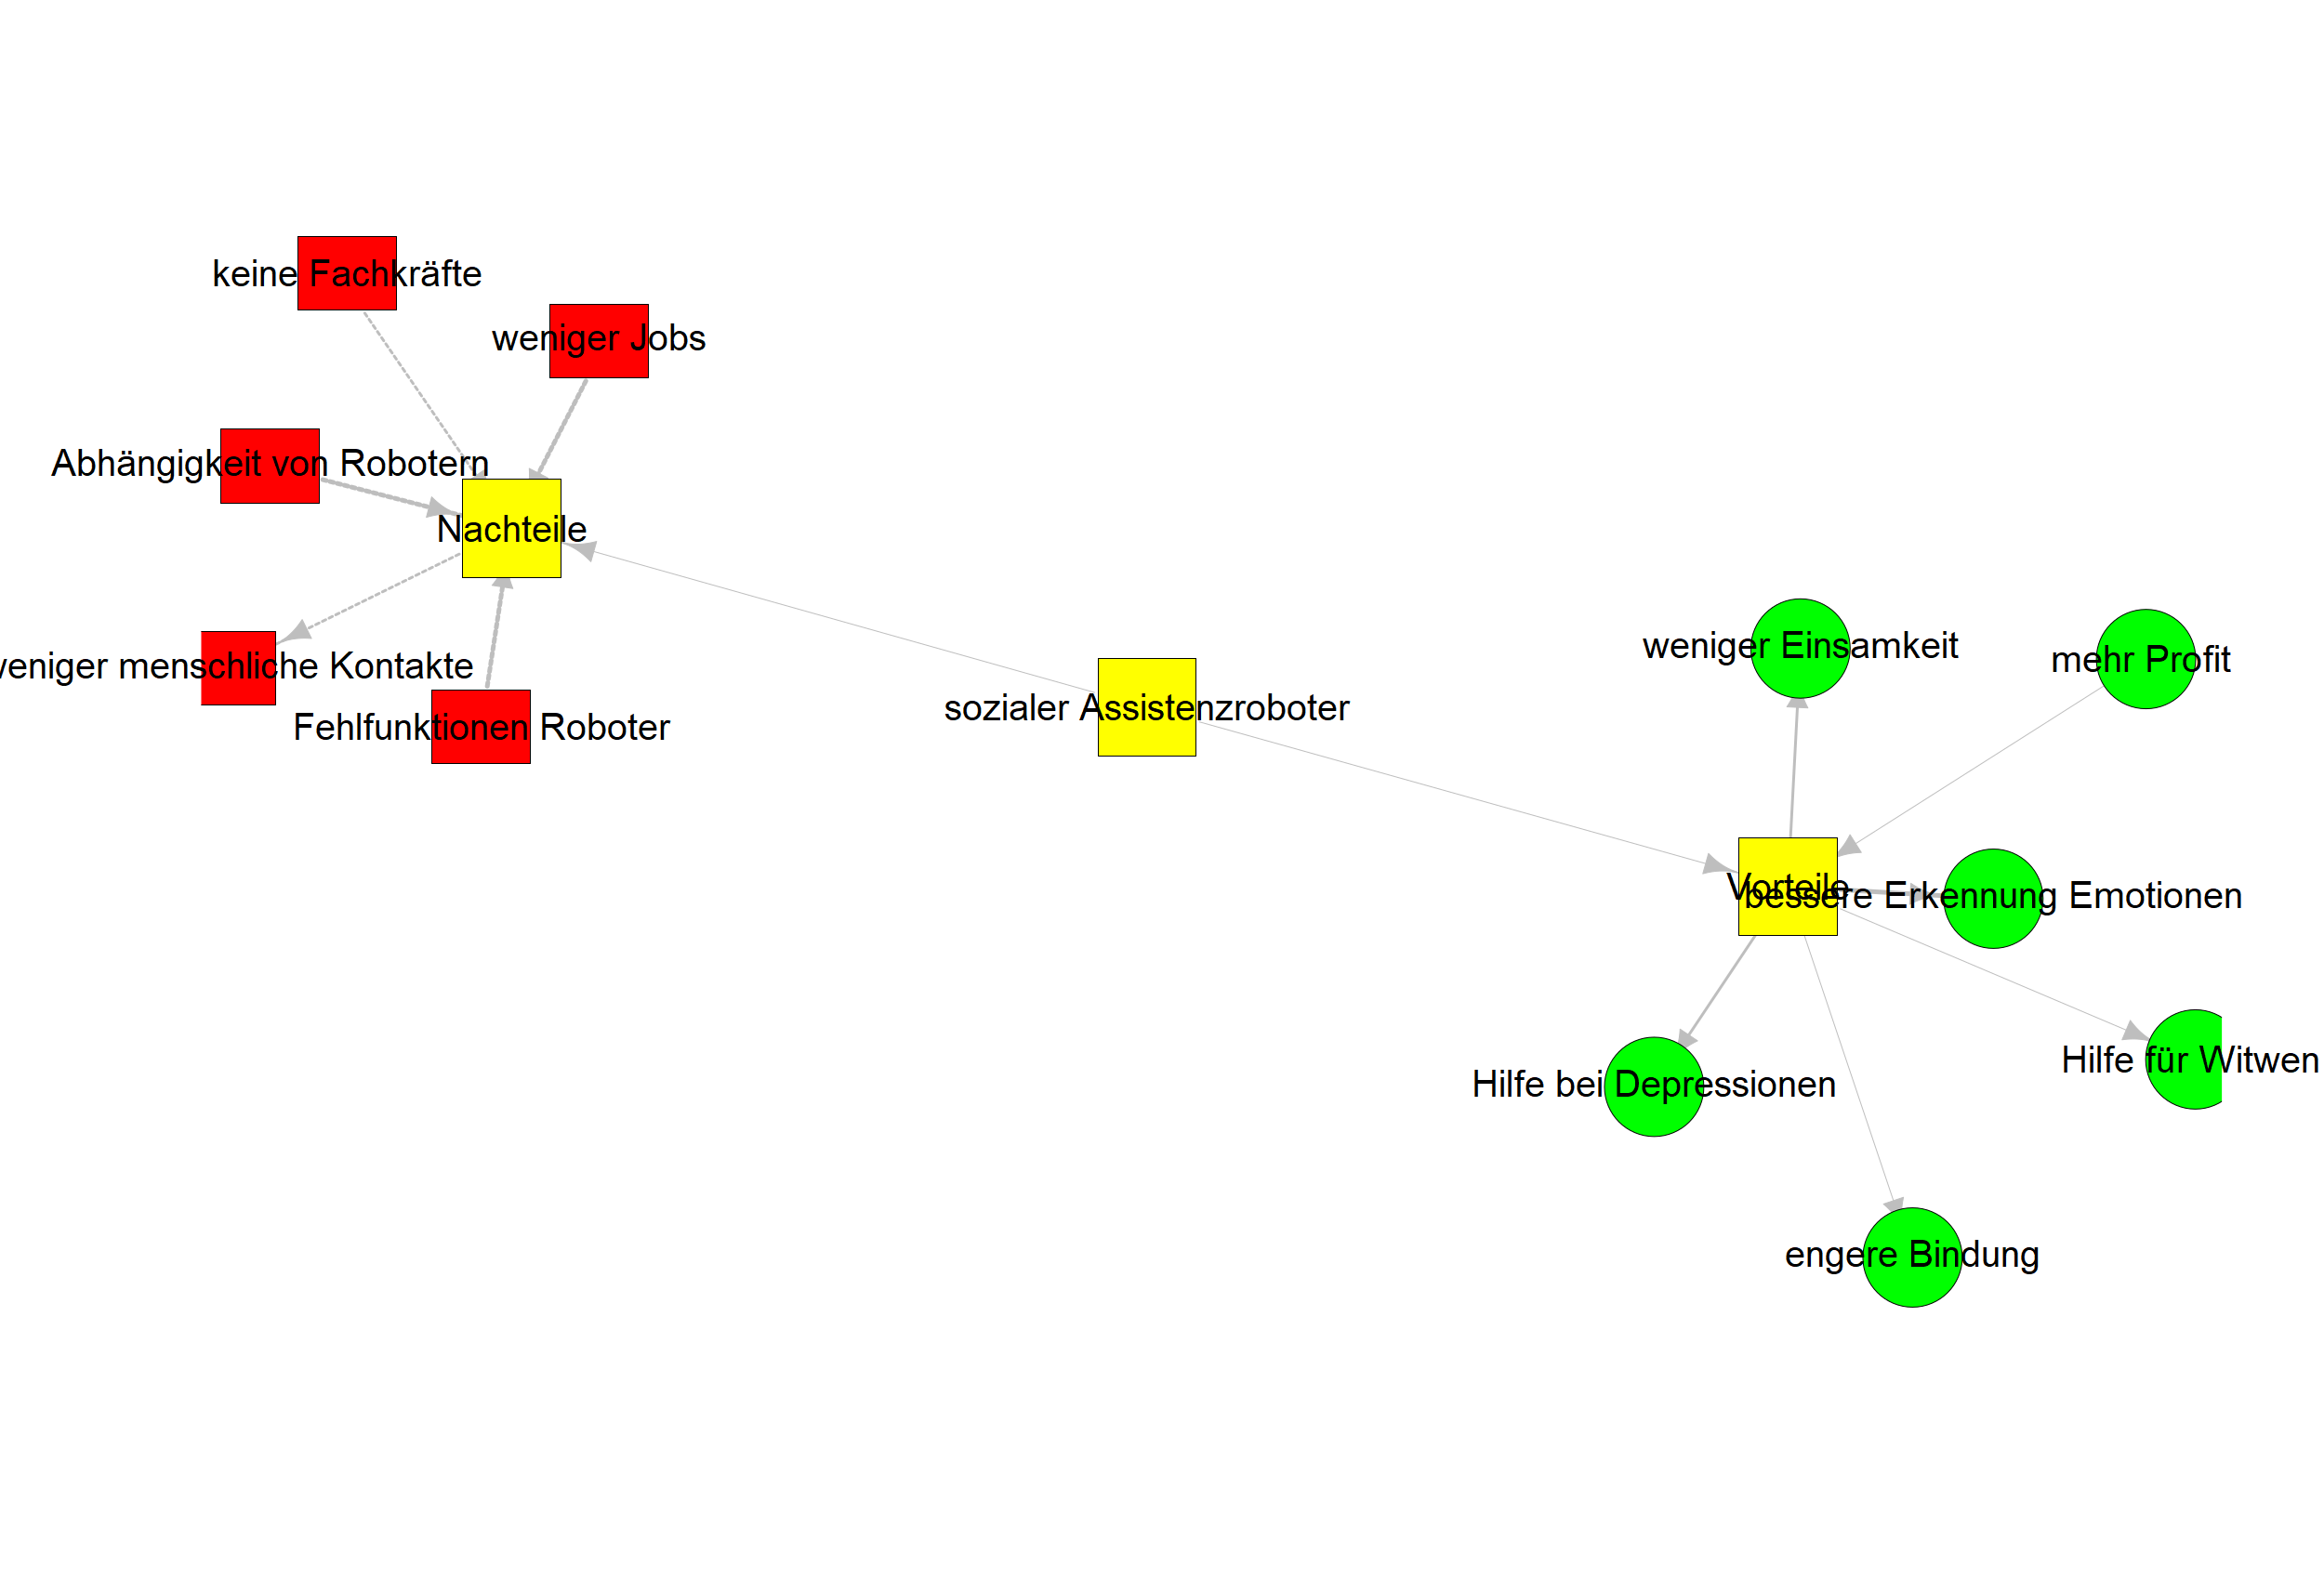 keine Fachkräfte
weniger Jobs
Abhängigkeit von Robotern
Nachteile
weniger menschliche Kontakte
Fehlfunktionen Roboter
sozialer Assistenzroboter
weniger Einsamkeit
mehr Profit
Vorteile
bessere Erkennung Emotionen
Hilfe für Witwen
Hilfe bei Depressionen
engere Bindung